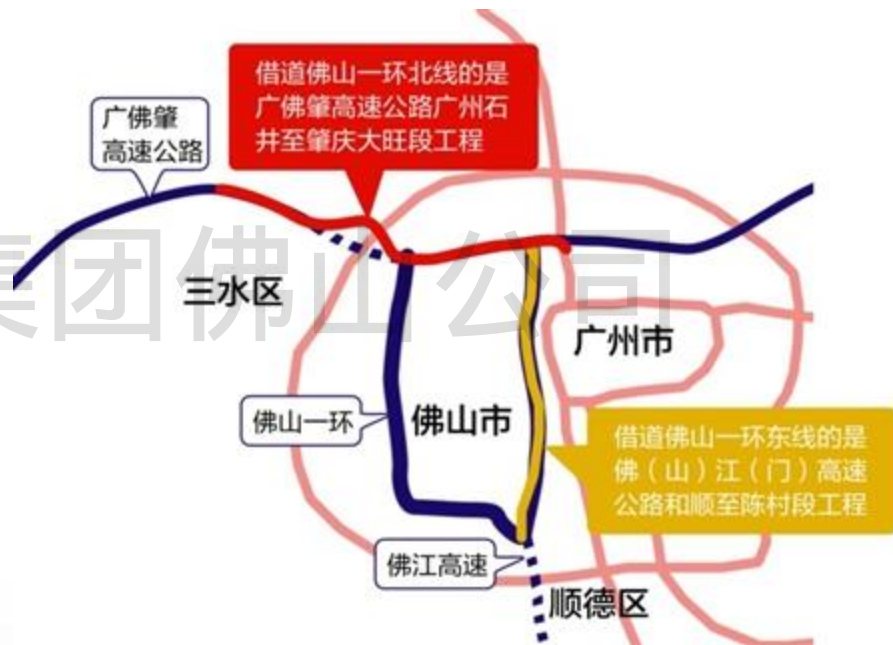 借道佛山一环北线的是
广佛肇高速公路广州石
井至肇庆大旺段工程
广佛肇
高速公路
集团佛山公司
三水区
广州市
佛山一环
佛山市
借道佛山一环东线的是
佛（山）江（门）高速
公路和顺至陈村段工程
佛江高速
顺德区